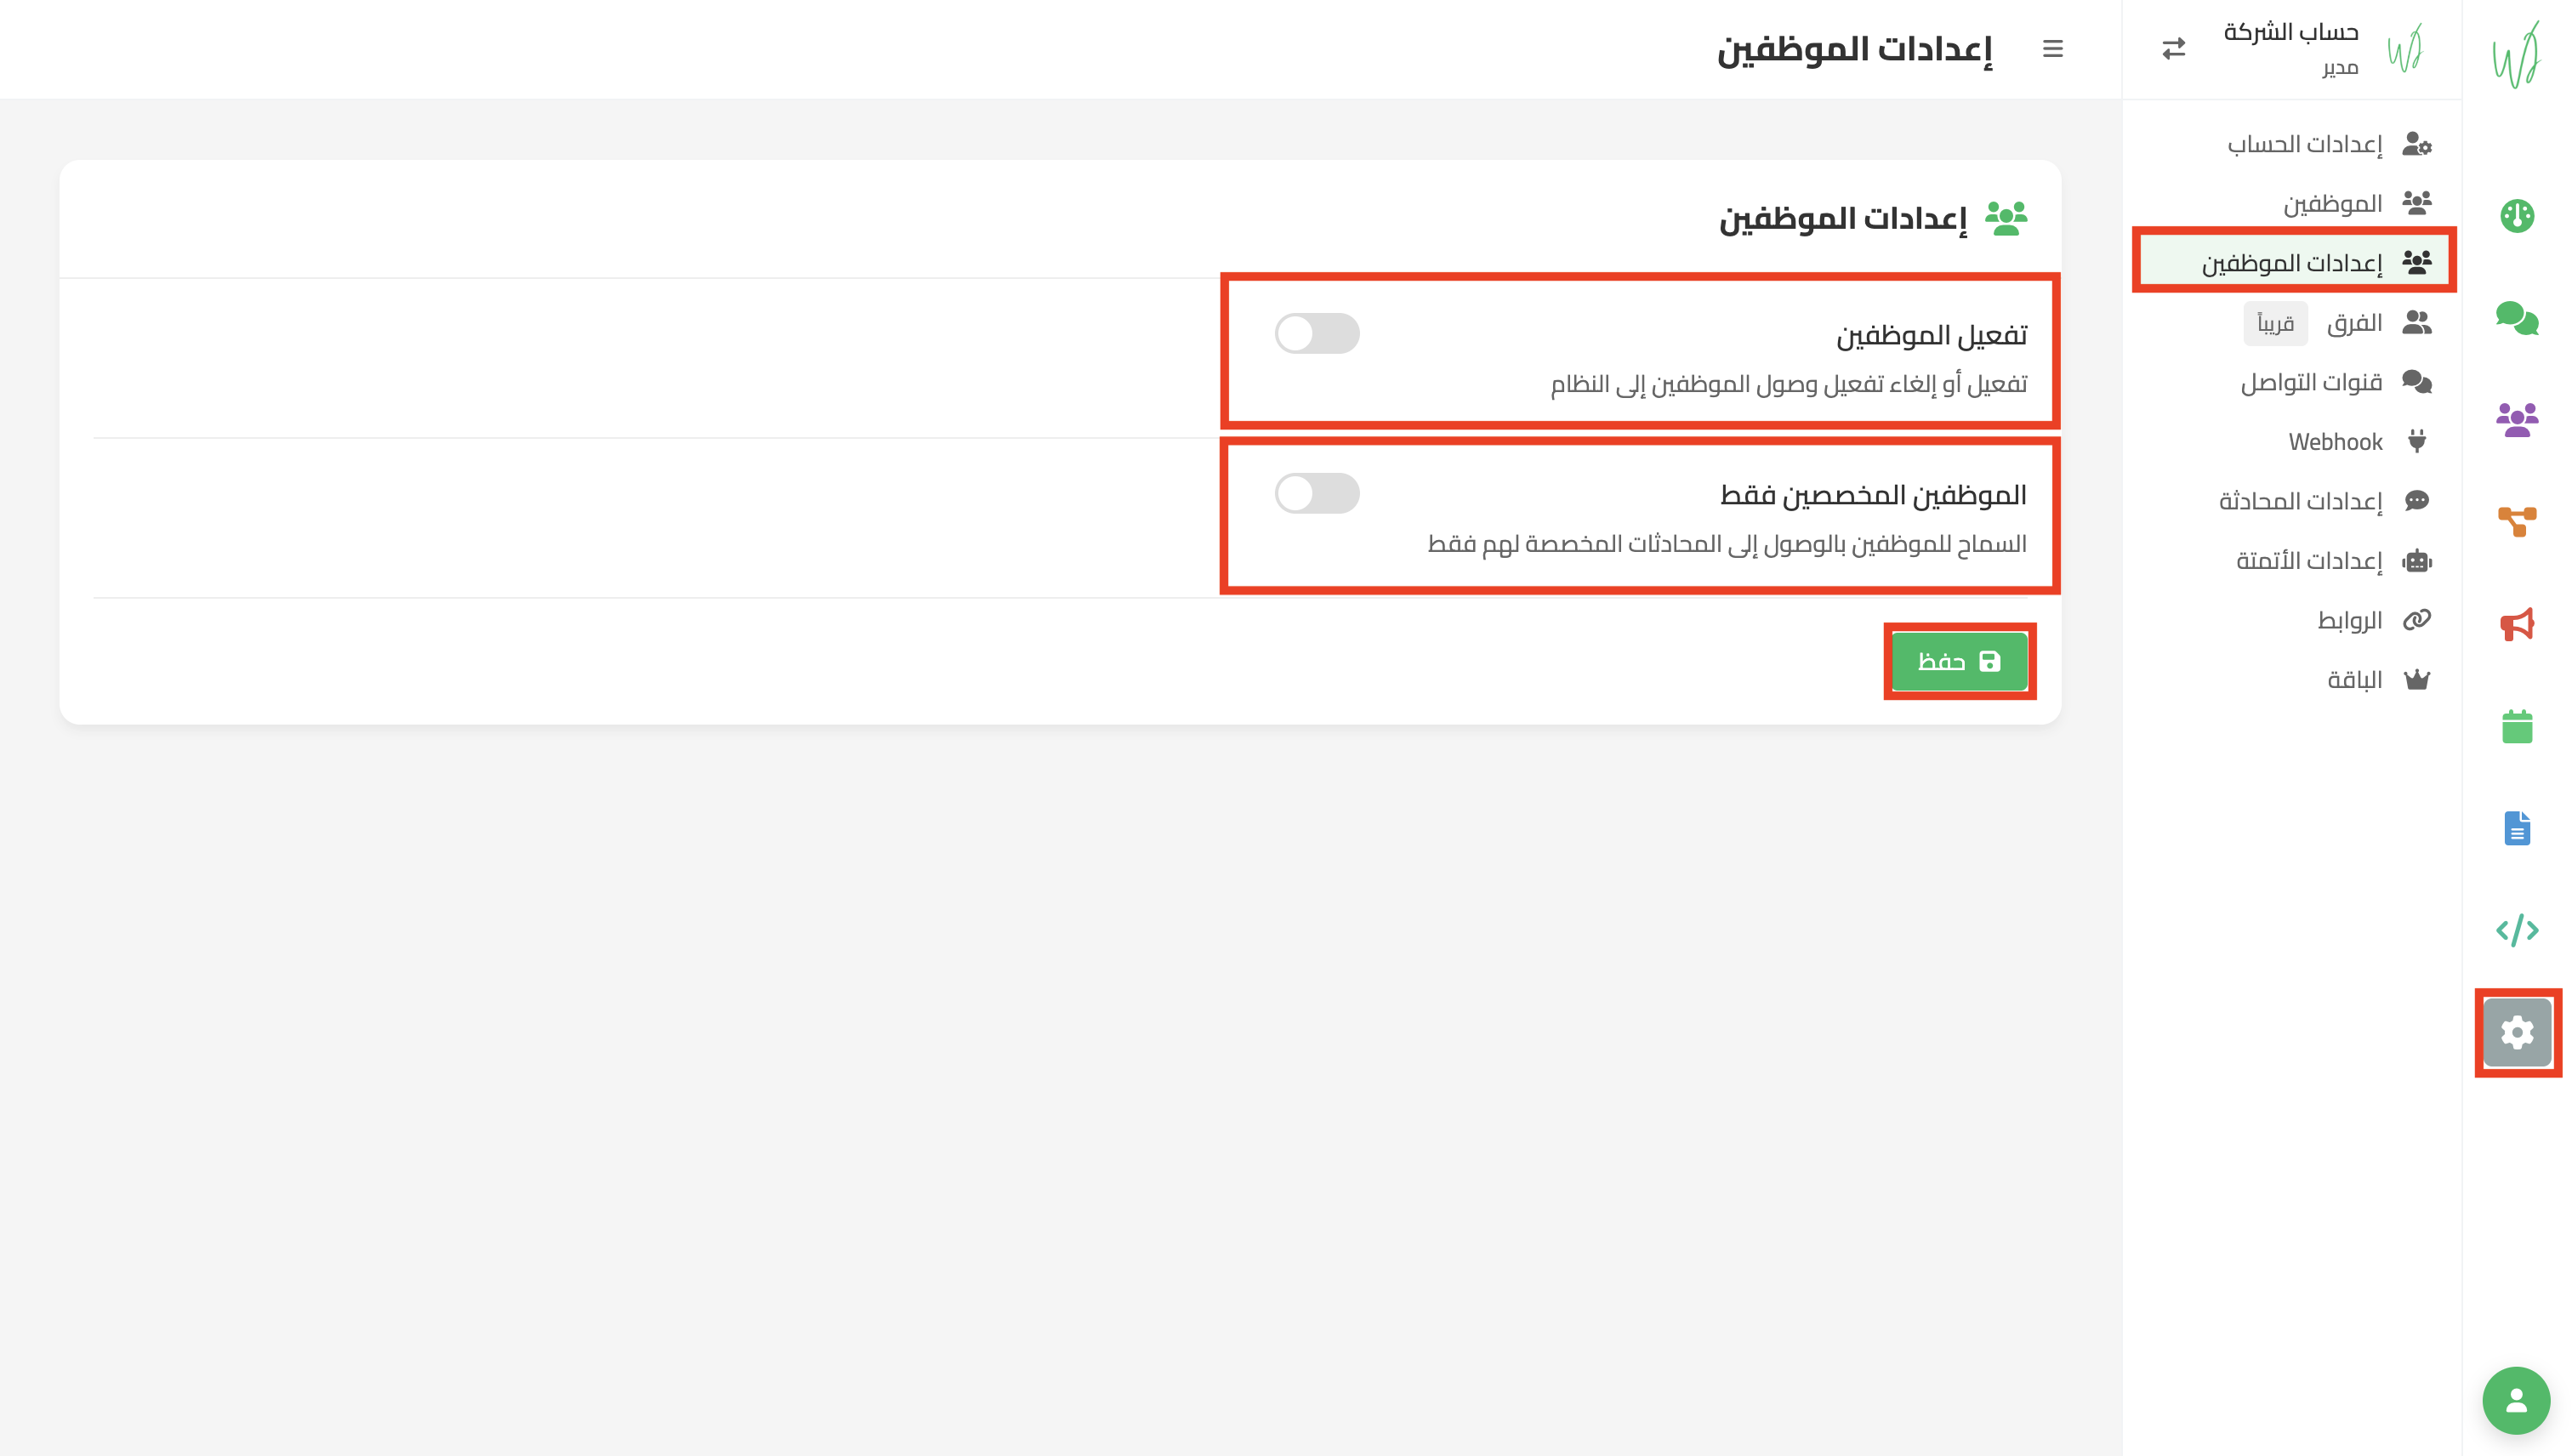 حساب الشركة
مدير
إعدادات الحساب
الموظفين
إعدادات الموظفين
الفرق قريباً
قنوات التواصل
Webhook
إعدادات المحادثة
إعدادات الأتمتة
الروابط
الباقة
إعدادات الموظفين
إعدادات الموظفين
تفعيل الموظفين
تفعيل أو إلغاء تفعيل وصول الموظفين إلى النظام
الموظفين المخصصين فقط
السماح للموظفين بالوصول إلى المحادثات المخصصة لهم فقط
حفظ